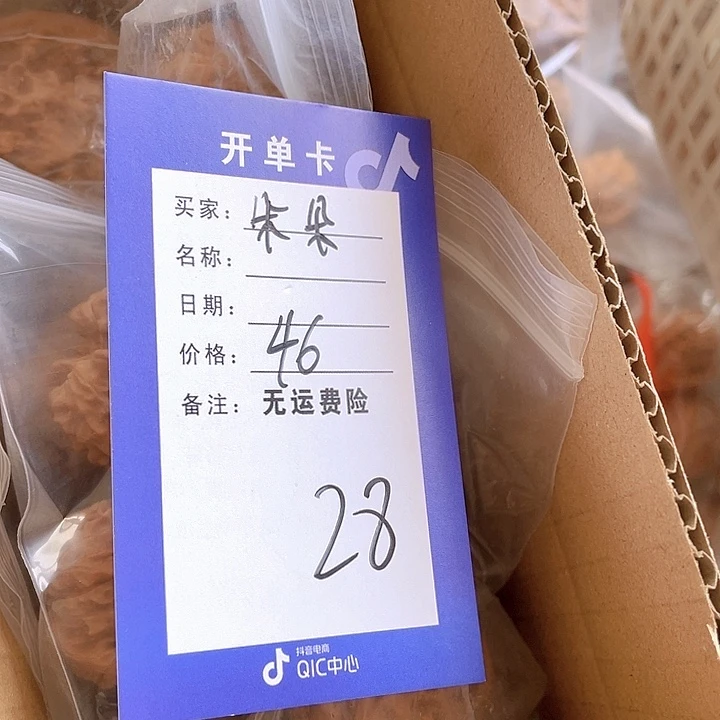 开单卡
买家：朱朵
名称：
日期：
价格：46
备注：无运费险
28
抖音电商
QIC中心